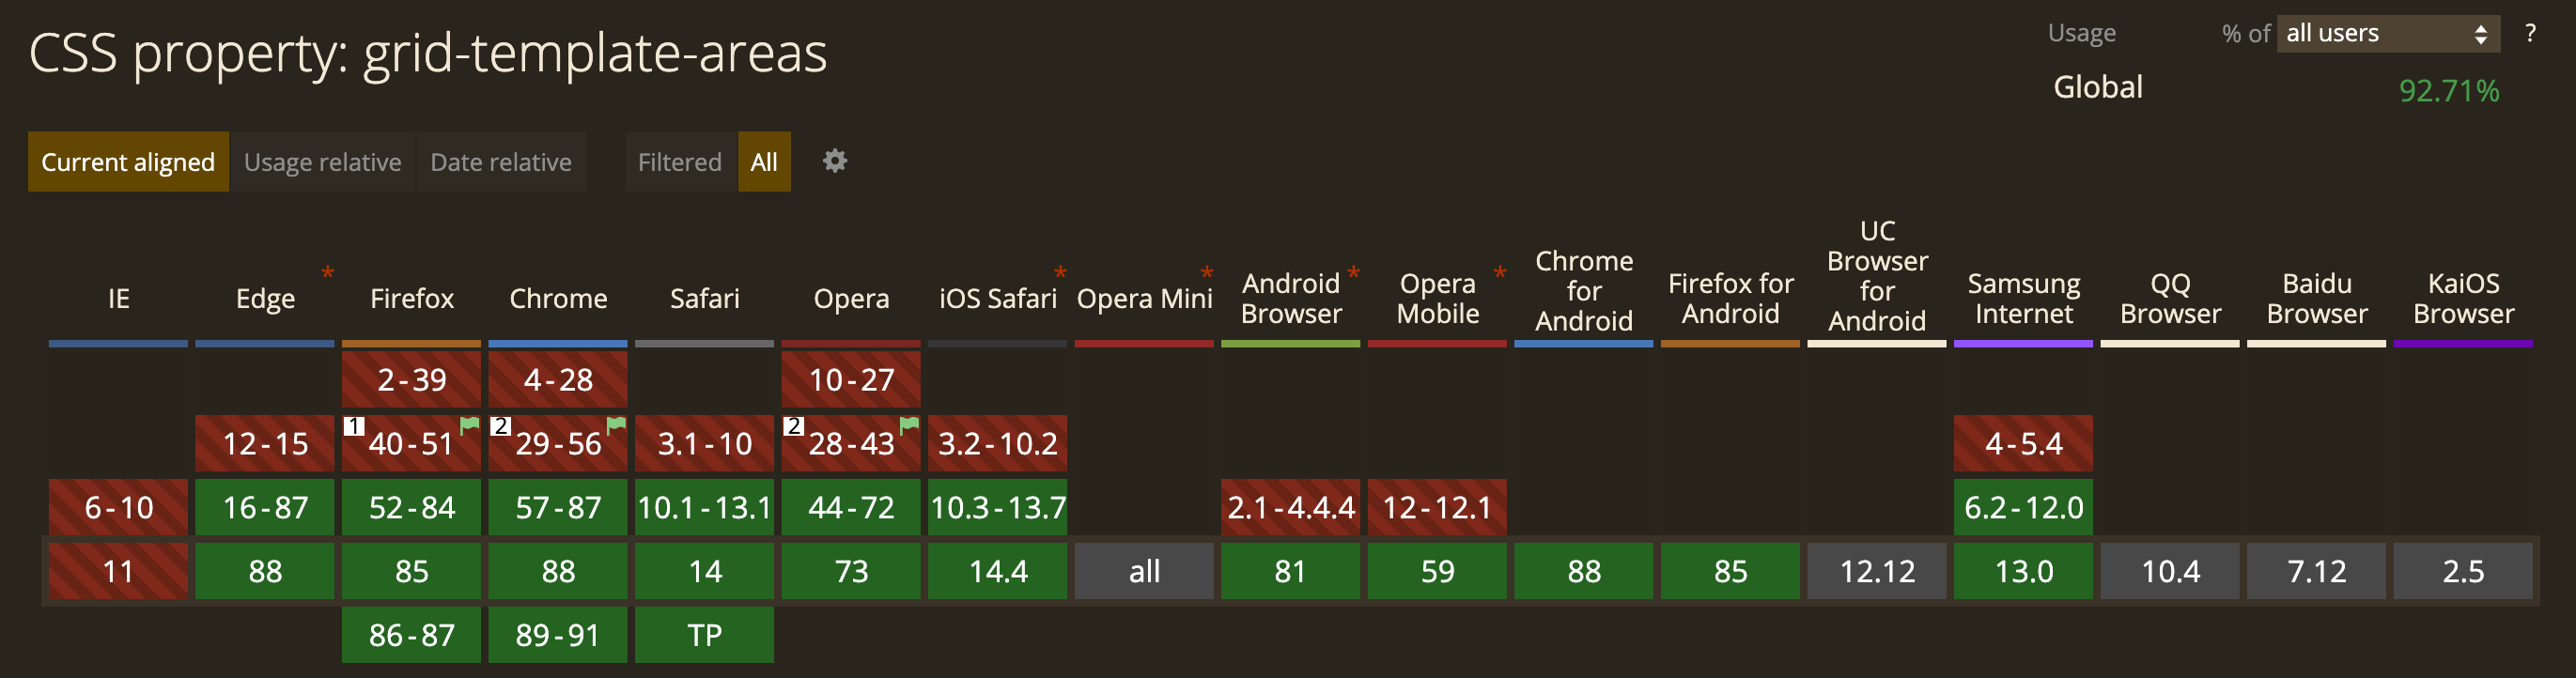 CSS property: grid-template-areas
Usage % of all users ?
Global 92.71%
Current aligned Usage relative Date relative Filtered All
IE Edge * Firefox Chrome Safari Opera iOS Safari * Opera Mini * Android Browser * Opera Mobile * Chrome for Android Firefox for Android UC Browser for Android Samsung Internet QQ Browser Baidu Browser KaiOS Browser
2-39 4-28 10-27
12-15 1 40-51 2 29-56 3.1-10 2 28-43 3.2-10.2 4-5.4
6-10 16-87 52-84 57-87 10.1-13.1 44-72 10.3-13.7 2.1-4.4.4 12-12.1 6.2-12.0
11 88 85 88 14 73 14.4 all 81 59 88 85 12.12 13.0 10.4 7.12 2.5
86-87 89-91 TP